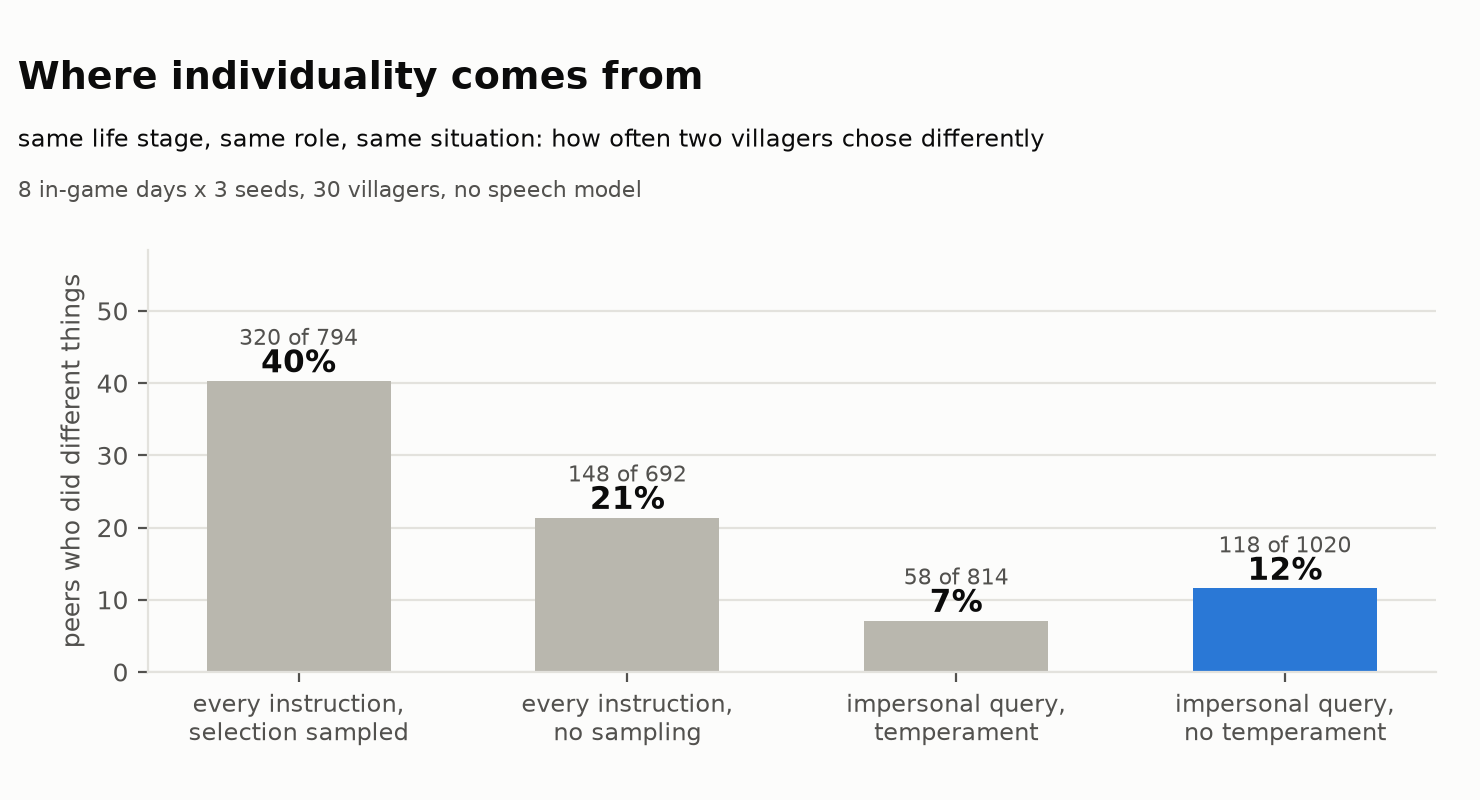 Where individuality comes from
same life stage, same role, same situation: how often two villagers chose differently
8 in-game days x 3 seeds, 30 villagers, no speech model
peers who did different things
50
40
30
20
10
0
320 of 794
40%
148 of 692
21%
58 of 814
7%
118 of 1020
12%
every instruction,
selection sampled
every instruction,
no sampling
impersonal query,
temperament
impersonal query,
no temperament